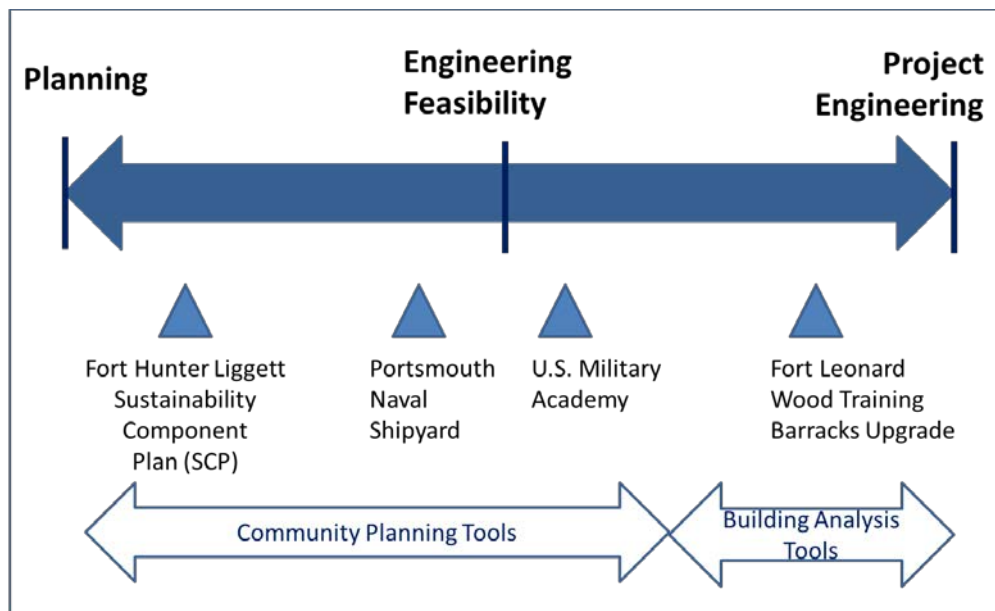 Planning
Engineering
Feasibility
Project
Engineering
Fort Hunter Liggett
Sustainability
Component
Plan (SCP)
Portsmouth
Naval
Shipyard
U.S. Military
Academy
Fort Leonard
Wood Training
Barracks Upgrade
Community Planning Tools
Building Analysis
Tools